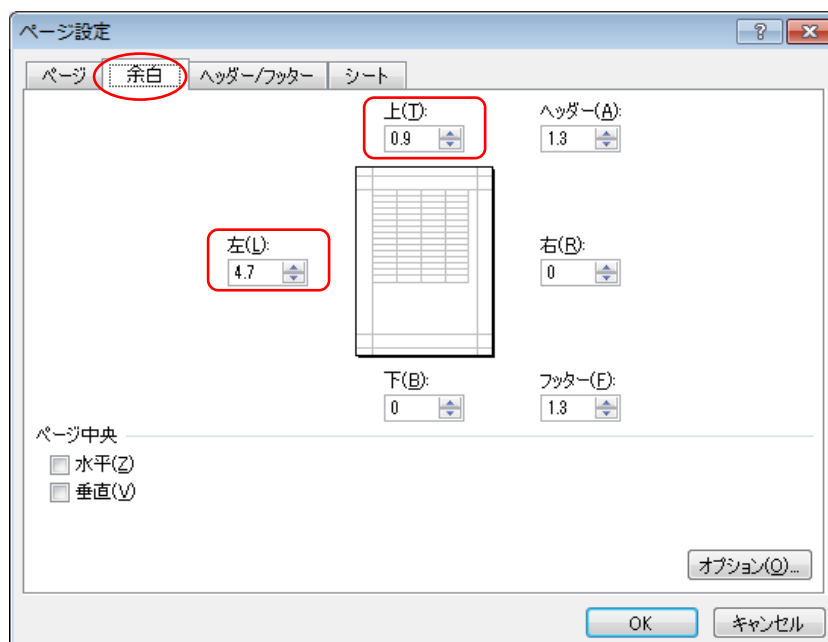 ページ設定
ページ 余白 ヘッダー/フッター シート
上(T): ヘッダー(A):
0.9 1.3
左(L): 右(R):
4.7 0
下(B): フッター(F):
0 1.3
ページ中央
水平(Z)
垂直(V)
オプション(O)...
OK キャンセル